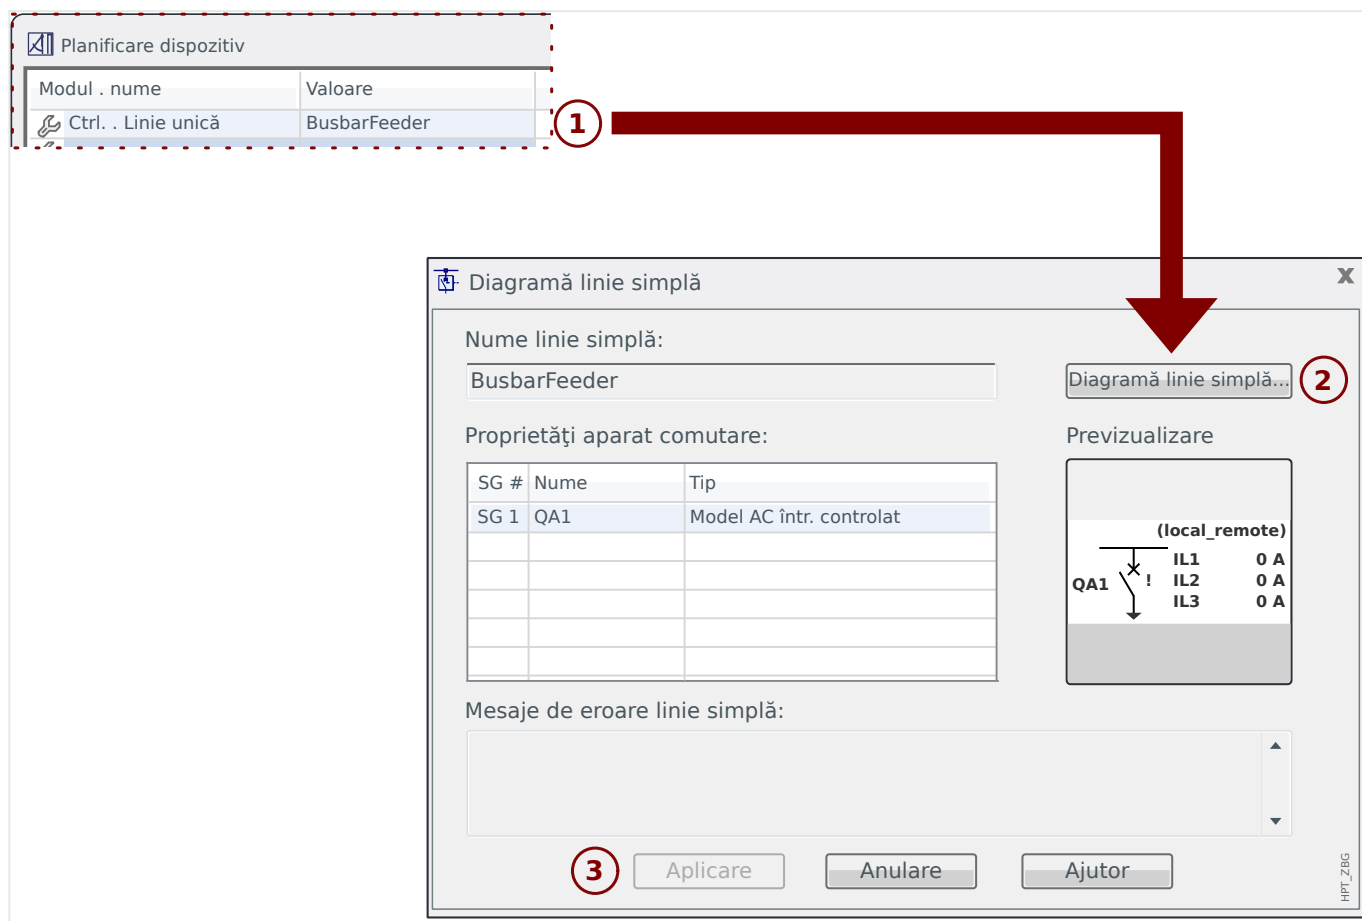 Planificare dispozitiv
Modul . nume Valoare
Ctrl. . Linie unică BusbarFeeder
1
Diagramă linie simplă X
Nume linie simplă:
BusbarFeeder
Diagramă linie simplă...
2
Proprietăţi aparat comutare:
Previzualizare
SG # Nume Tip
SG 1 QA1 Model AC într. controlat
(local_remote)
IL1 0 A
QA1 ! IL2 0 A
IL3 0 A
Mesaje de eroare linie simplă:
3
Aplicare Anulare Ajutor
HPT_ZBG